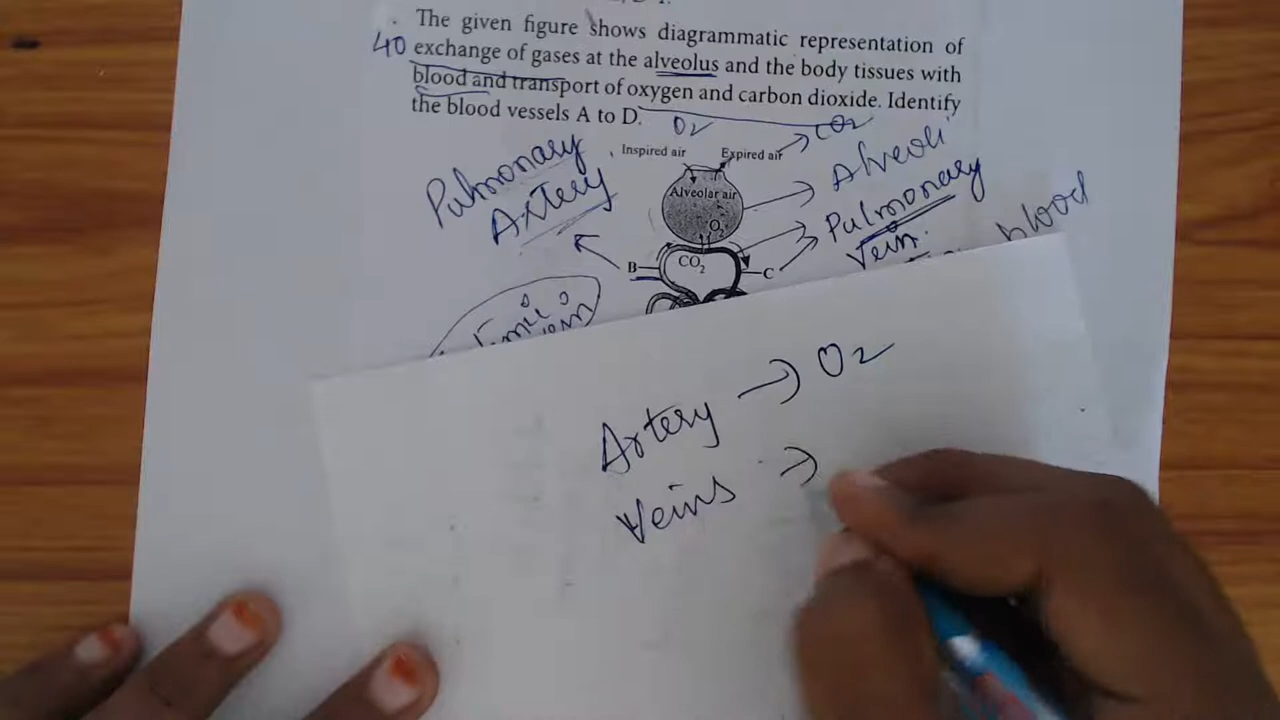 The given figure shows diagrammatic representation of
40 exchange of gases at the alveolus and the body tissues with
blood and transport of oxygen and carbon dioxide. Identify
the blood vessels A to D.
O2
CO2
Inspired air
Expired air
Pulmonary
Artery
Alveolar air
Alveoli
O2
Pulmonary
Vein.
blood
B
CO2
C
Artery → O2
Veins →